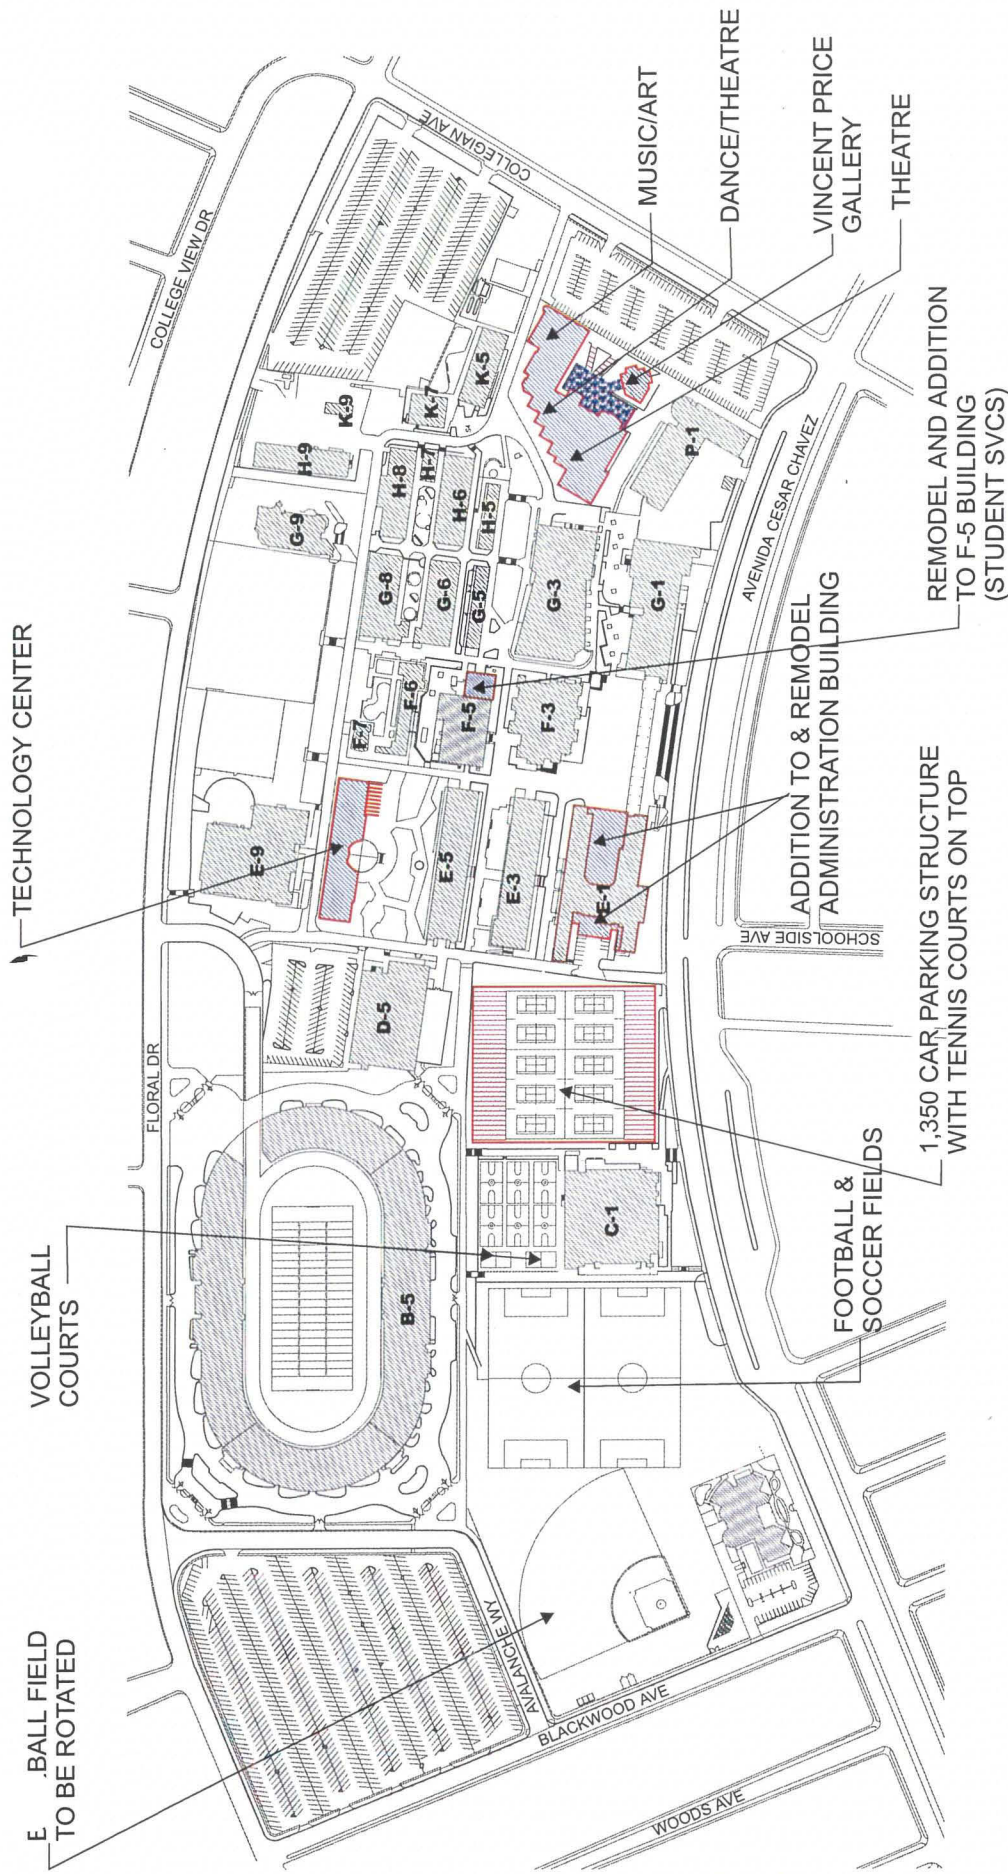 E .BALL FIELD
TO BE ROTATED
VOLLEYBALL
COURTS
TECHNOLOGY CENTER
FLORAL DR
COLLEGE VIEW DR
COLLEGIAN AVE
AVALANCHE WY
BLACKWOOD AVE
WOODS AVE
SCHOOLSIDE AVE
AVENIDA CESAR CHAVEZ
B-5
C-1
D-5
E-9
E-5
E-3
E-1
F-7
F-6
F-5
F-3
G-9
G-8
G-6
G-5
G-3
G-1
H-9
H-8
H-7
H-6
H-5
K-9
K-7
K-5
P-1
MUSIC/ART
DANCE/THEATRE
VINCENT PRICE
GALLERY
THEATRE
REMODEL AND ADDITION
TO F-5 BUILDING
(STUDENT SVCS)
ADDITION TO & REMODEL
ADMINISTRATION BUILDING
1,350 CAR PARKING STRUCTURE
WITH TENNIS COURTS ON TOP
FOOTBALL &
SOCCER FIELDS